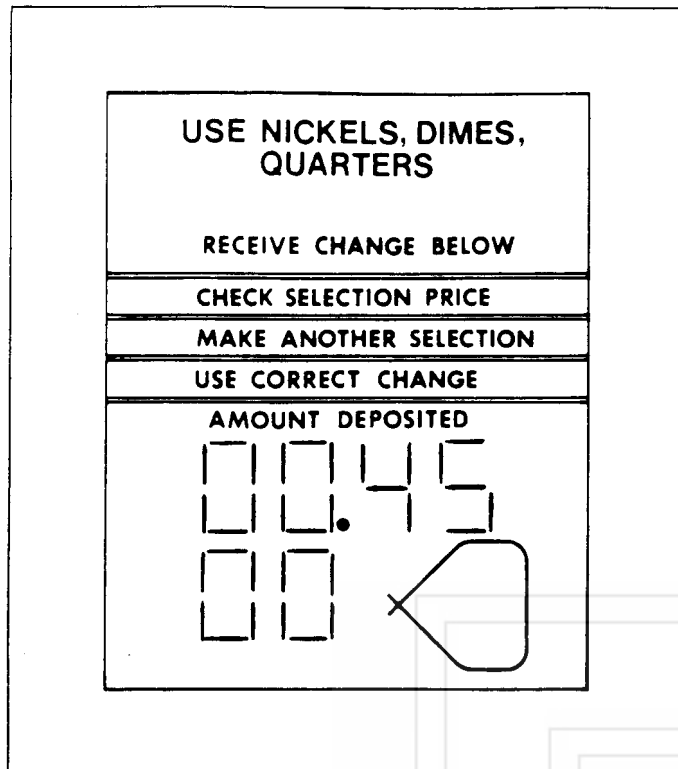 USE NICKELS, DIMES,
QUARTERS
RECEIVE CHANGE BELOW
CHECK SELECTION PRICE
MAKE ANOTHER SELECTION
USE CORRECT CHANGE
AMOUNT DEPOSITED
00.45
00